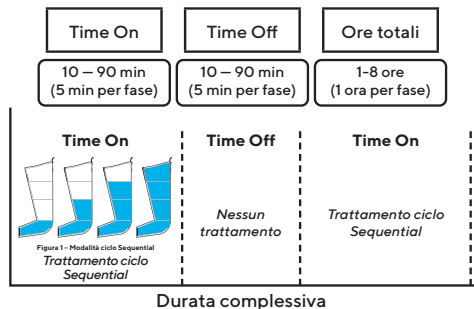 Time On
Time Off
Ore totali
10 – 90 min
(5 min per fase)
10 – 90 min
(5 min per fase)
1-8 ore
(1 ora per fase)
Time On
Time Off
Time On
Figura 1 – Modalità ciclo Sequential
Trattamento ciclo
Sequential
Nessun
trattamento
Trattamento ciclo
Sequential
Durata complessiva